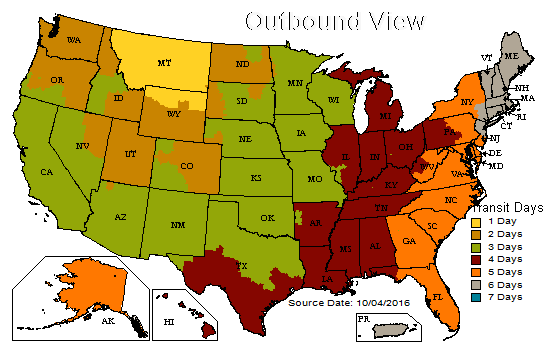 Outbound View
WA
MT
ND
MN
VT
ME
OR
ID
SD
WI
MI
NY
NH
MA
WY
RI
CT
NV
UT
NE
IA
IL
IN
OH
PA
NJ
CA
CO
KS
MO
WV
VA
DE
MD
KY
AZ
NM
OK
AR
TN
NC
TX
LA
MS
AL
GA
SC
FL
Transit Days
1 Day
2 Days
3 Days
4 Days
5 Days
6 Days
7 Days
Source Date: 10/04/2016
AK
HI
PR